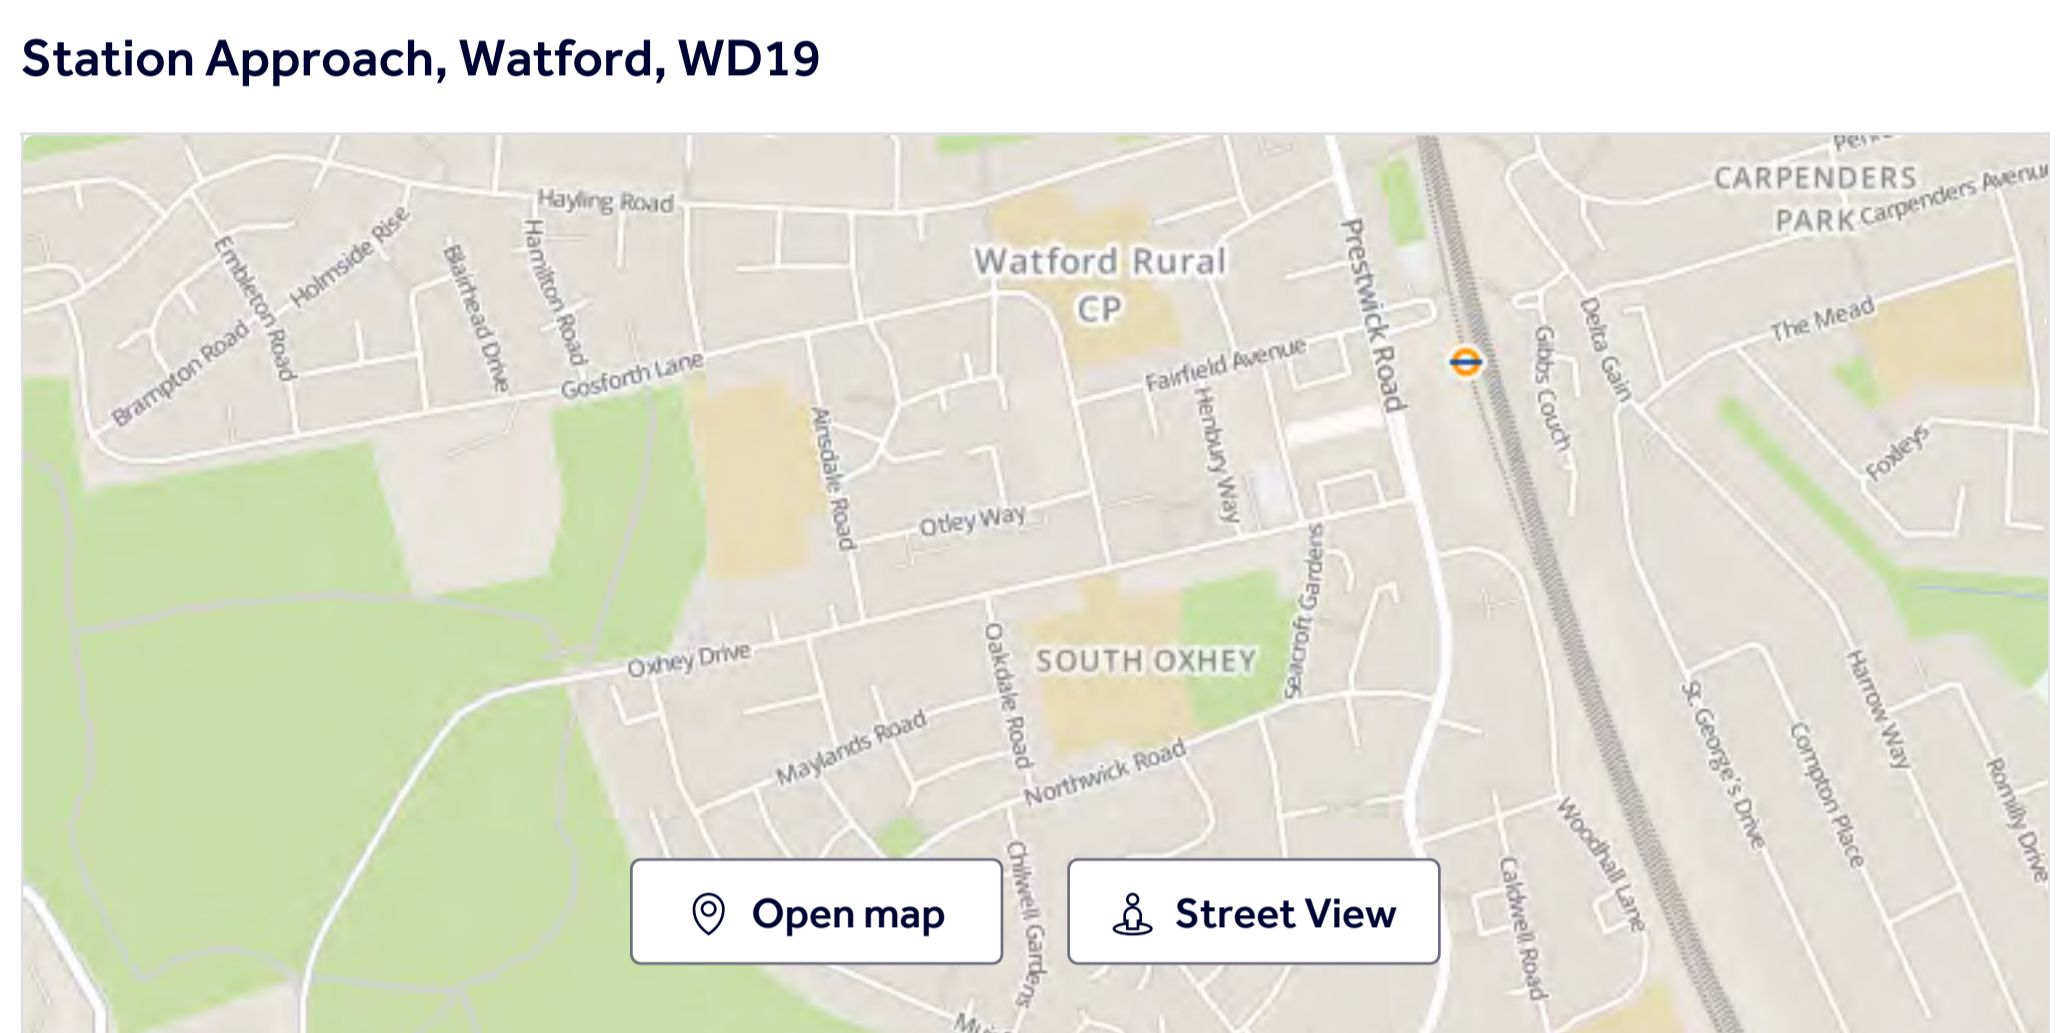 Station Approach, Watford, WD19
CARPENDERS
PARK
Carpenders Avenu
Hayling Road
Holmside Rise
Hamilton Road
Embleton Road
Blairhead Drive
Brampton Road
Gosforth Lane
Watford Rural
CP
Prestwick Road
Fairfield Avenue
Henbury Way
Delta Gain
Gibbs Couch
The Mead
Foxleys
Ainsdale Road
Otley Way
Oxhey Drive
Oakdale Road
SOUTH OXHEY
Seacroft Gardens
Maylands Road
Northwick Road
St. George's Drive
Harrow Way
Compton Place
Romilly Drive
Woodhall Lane
Caldwell Road
Chilwell Gardens
Open map
Street View